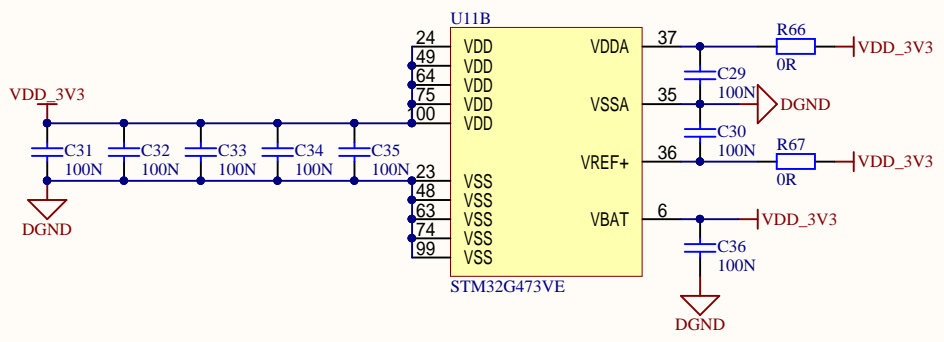 U11B
24 VDD
49 VDD
64 VDD
75 VDD
100 VDD
VDD_3V3
C31
100N
C32
100N
C33
100N
C34
100N
C35
100N
DGND
23 VSS
48 VSS
63 VSS
74 VSS
99 VSS
VDDA 37
R66
0R
VDD_3V3
C29
100N
VSSA 35
DGND
C30
100N
VREF+ 36
R67
0R
VDD_3V3
VBAT 6
VDD_3V3
C36
100N
DGND
STM32G473VE